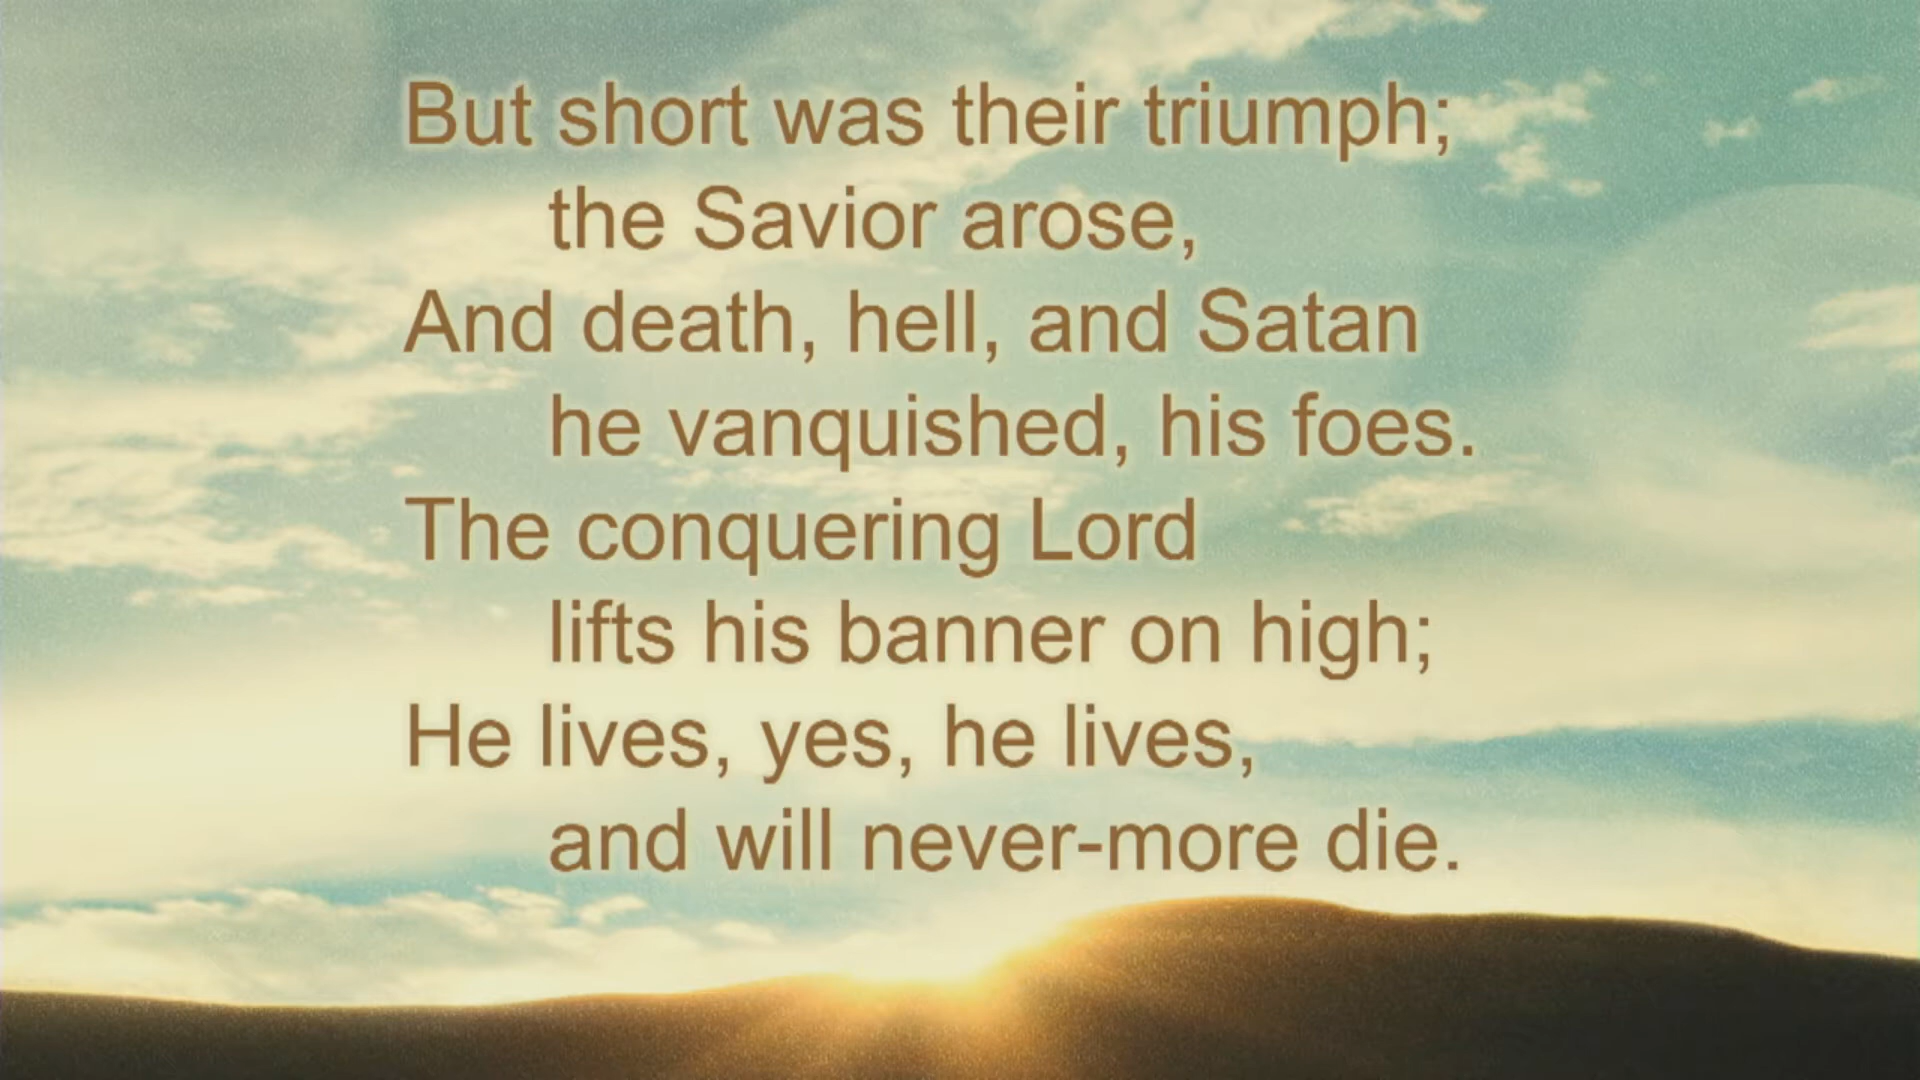 But short was their triumph;
the Savior arose,
And death, hell, and Satan
he vanquished, his foes.
The conquering Lord
lifts his banner on high;
He lives, yes, he lives,
and will never-more die.